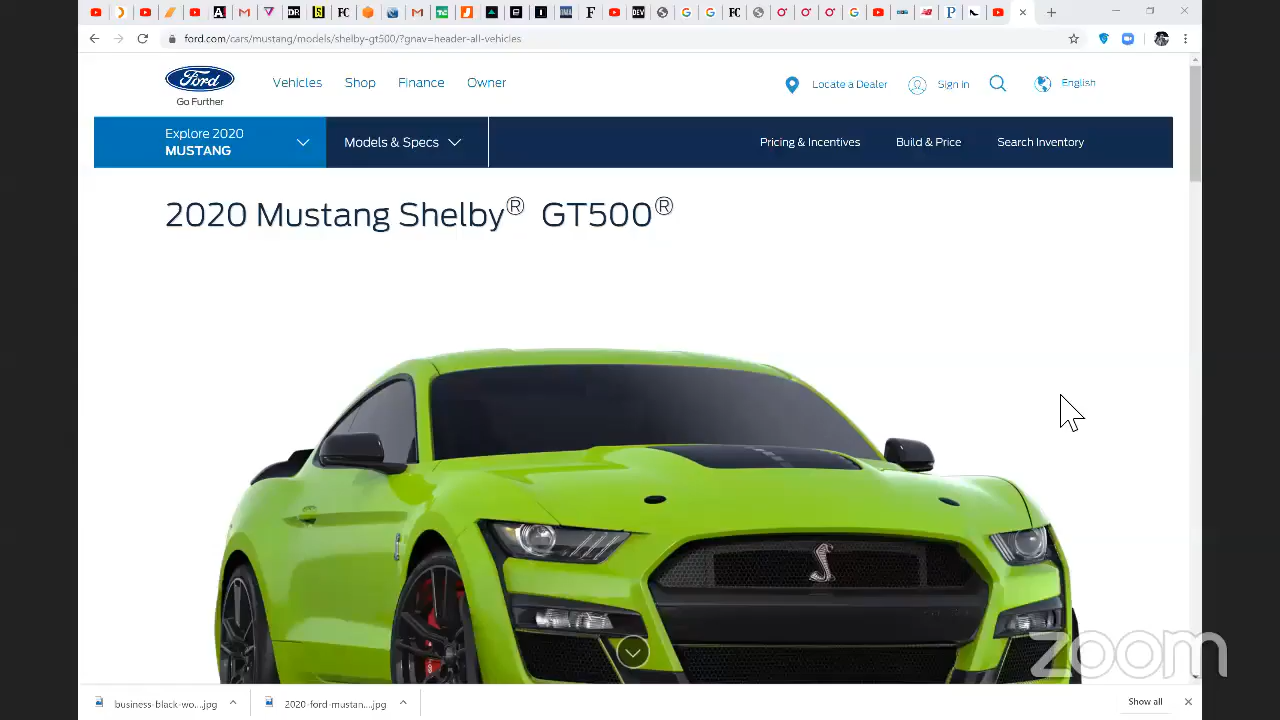 ford.com/cars/mustang/models/shelby-gt500/?gnav=header-all-vehicles
Ford
Go Further
Vehicles
Shop
Finance
Owner
Locate a Dealer
Sign in
English
Explore 2020
MUSTANG
Models & Specs
Pricing & Incentives
Build & Price
Search Inventory
2020 Mustang Shelby® GT500®
zoom
business-black-wo....jpg
2020-ford-mustan....jpg
Show all